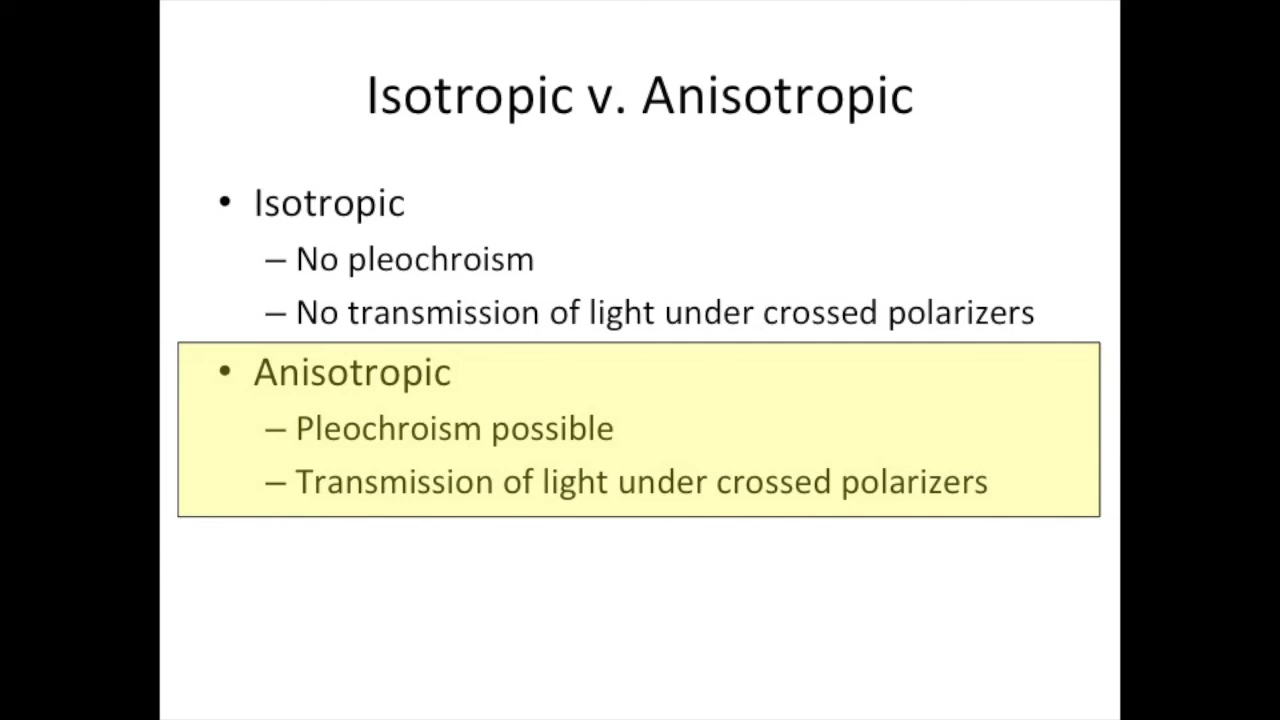 Isotropic v. Anisotropic
• Isotropic
– No pleochroism
– No transmission of light under crossed polarizers
• Anisotropic
– Pleochroism possible
– Transmission of light under crossed polarizers